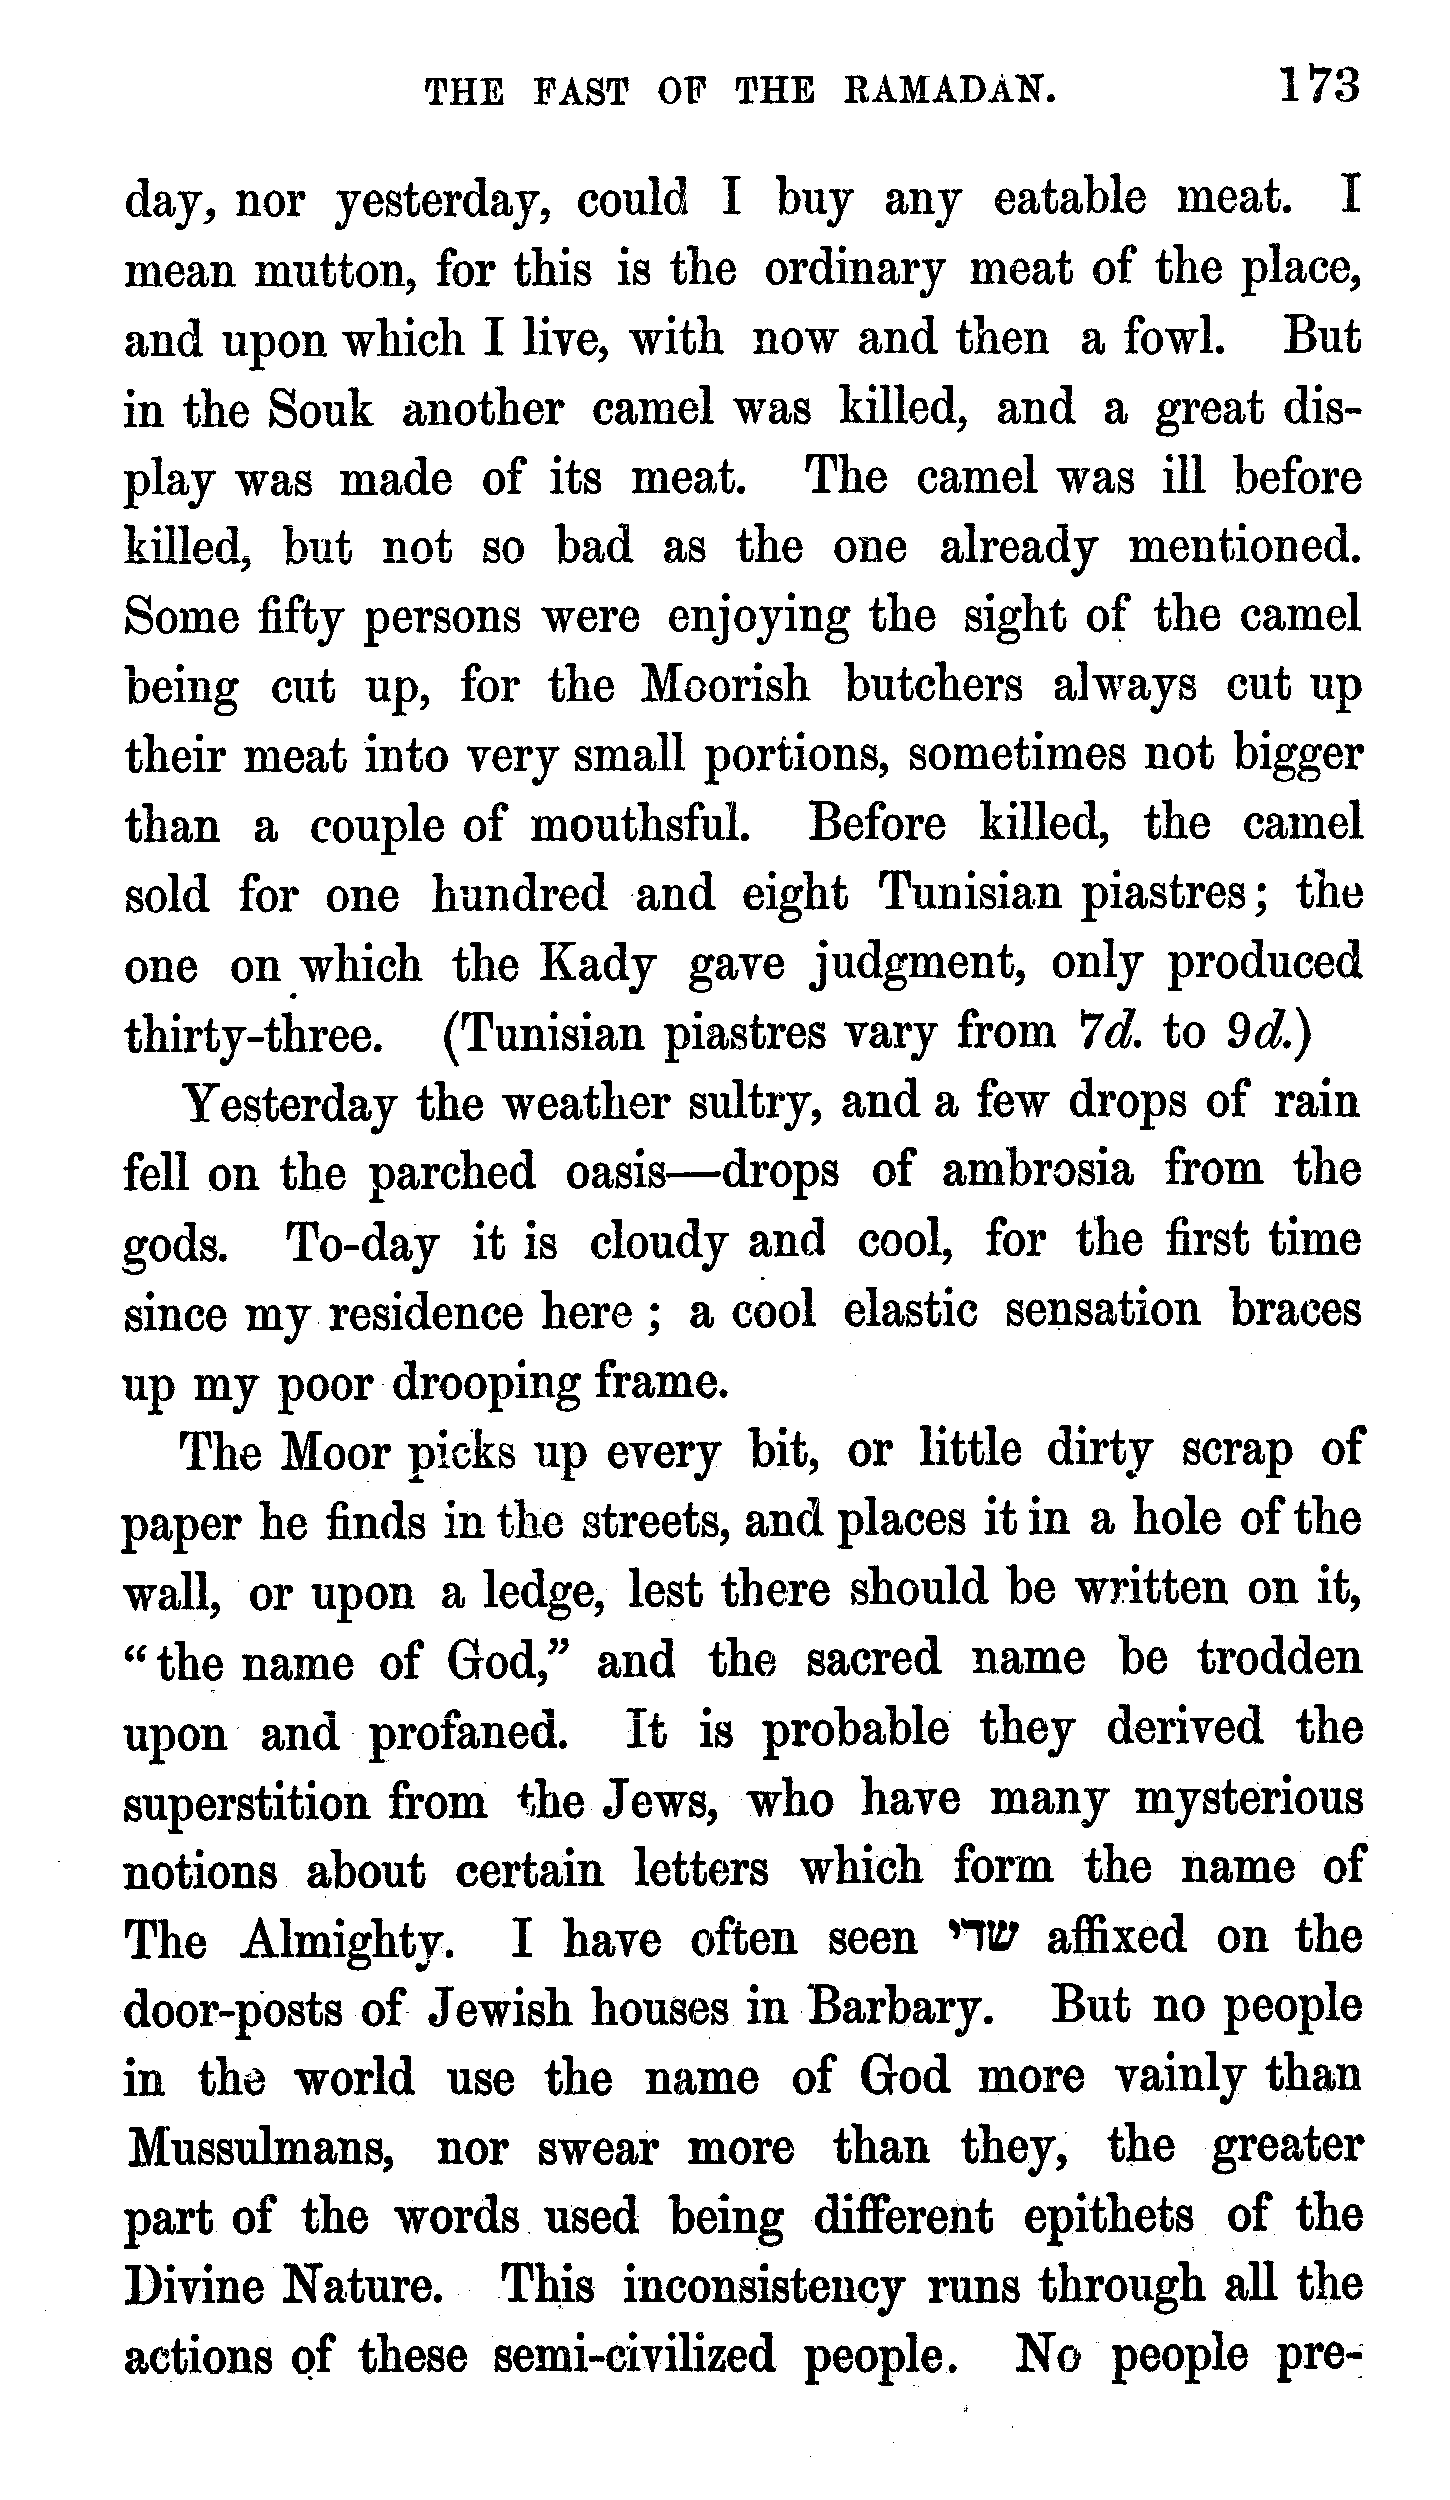 THE FAST OF THE RAMADAN. 173
day, nor yesterday, could I buy any eatable meat. I
mean mutton, for this is the ordinary meat of the place,
and upon which I live, with now and then a fowl. But
in the Souk another camel was killed, and a great dis-
play was made of its meat. The camel was ill before
killed, but not so bad as the one already mentioned.
Some fifty persons were enjoying the sight of the camel
being cut up, for the Moorish butchers always cut up
their meat into very small portions, sometimes not bigger
than a couple of mouthsful. Before killed, the camel
sold for one hundred and eight Tunisian piastres; the
one on which the Kady gave judgment, only produced
thirty-three. (Tunisian piastres vary from 7d. to 9d.)
Yesterday the weather sultry, and a few drops of rain
fell on the parched oasis—drops of ambrosia from the
gods. To-day it is cloudy and cool, for the first time
since my residence here; a cool elastic sensation braces
up my poor drooping frame.
The Moor picks up every bit, or little dirty scrap of
paper he finds in the streets, and places it in a hole of the
wall, or upon a ledge, lest there should be written on it,
"the name of God," and the sacred name be trodden
upon and profaned. It is probable they derived the
superstition from the Jews, who have many mysterious
notions about certain letters which form the name of
The Almighty. I have often seen שדי affixed on the
door-posts of Jewish houses in Barbary. But no people
in the world use the name of God more vainly than
Mussulmans, nor swear more than they, the greater
part of the words used being different epithets of the
Divine Nature. This inconsistency runs through all the
actions of these semi-civilized people. No people pre-